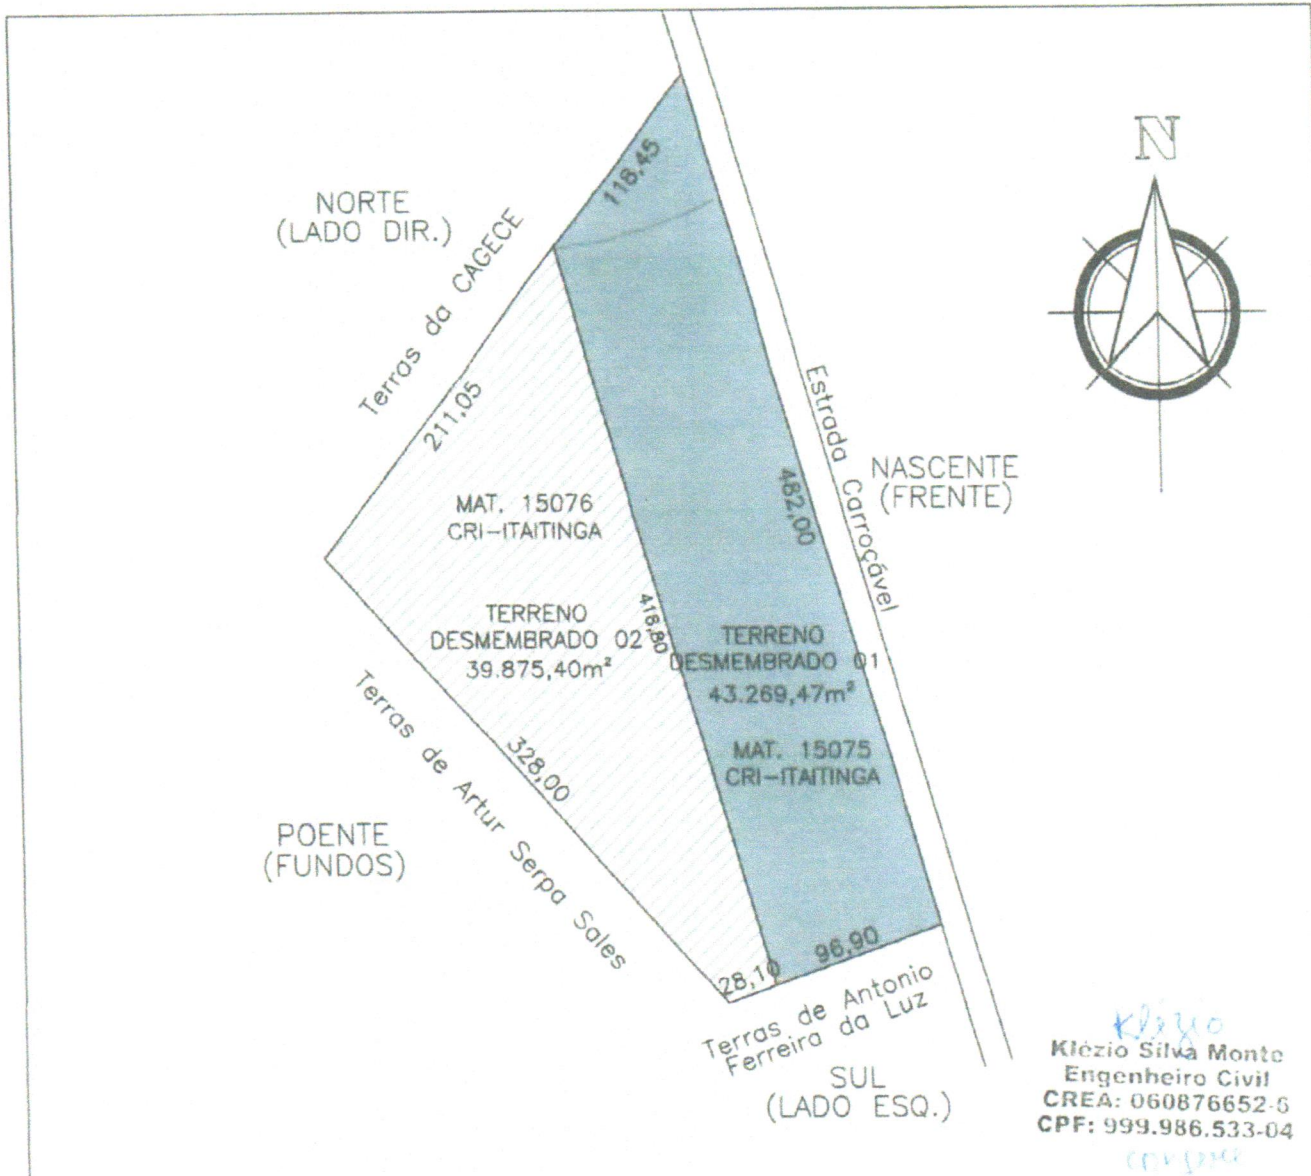 N
NORTE
(LADO DIR.)
118,45
Terras da CAGECE
211,05
Estrada Carroçável
NASCENTE
(FRENTE)
482,00
MAT. 15076
CRI-ITAITINGA
TERRENO
DESMEMBRADO 02
39.875,40m²
416,80
TERRENO
DESMEMBRADO 01
43.269,47m²
MAT. 15075
CRI-ITAITINGA
Terras de Artur Serpa Sales
328,00
POENTE
(FUNDOS)
28,10
96,90
Terras de Antonio
Ferreira da Luz
SUL
(LADO ESQ.)
Klézio
Klézio Silva Monte
Engenheiro Civil
CREA: 060876652-6
CPF: 999.986.533-04